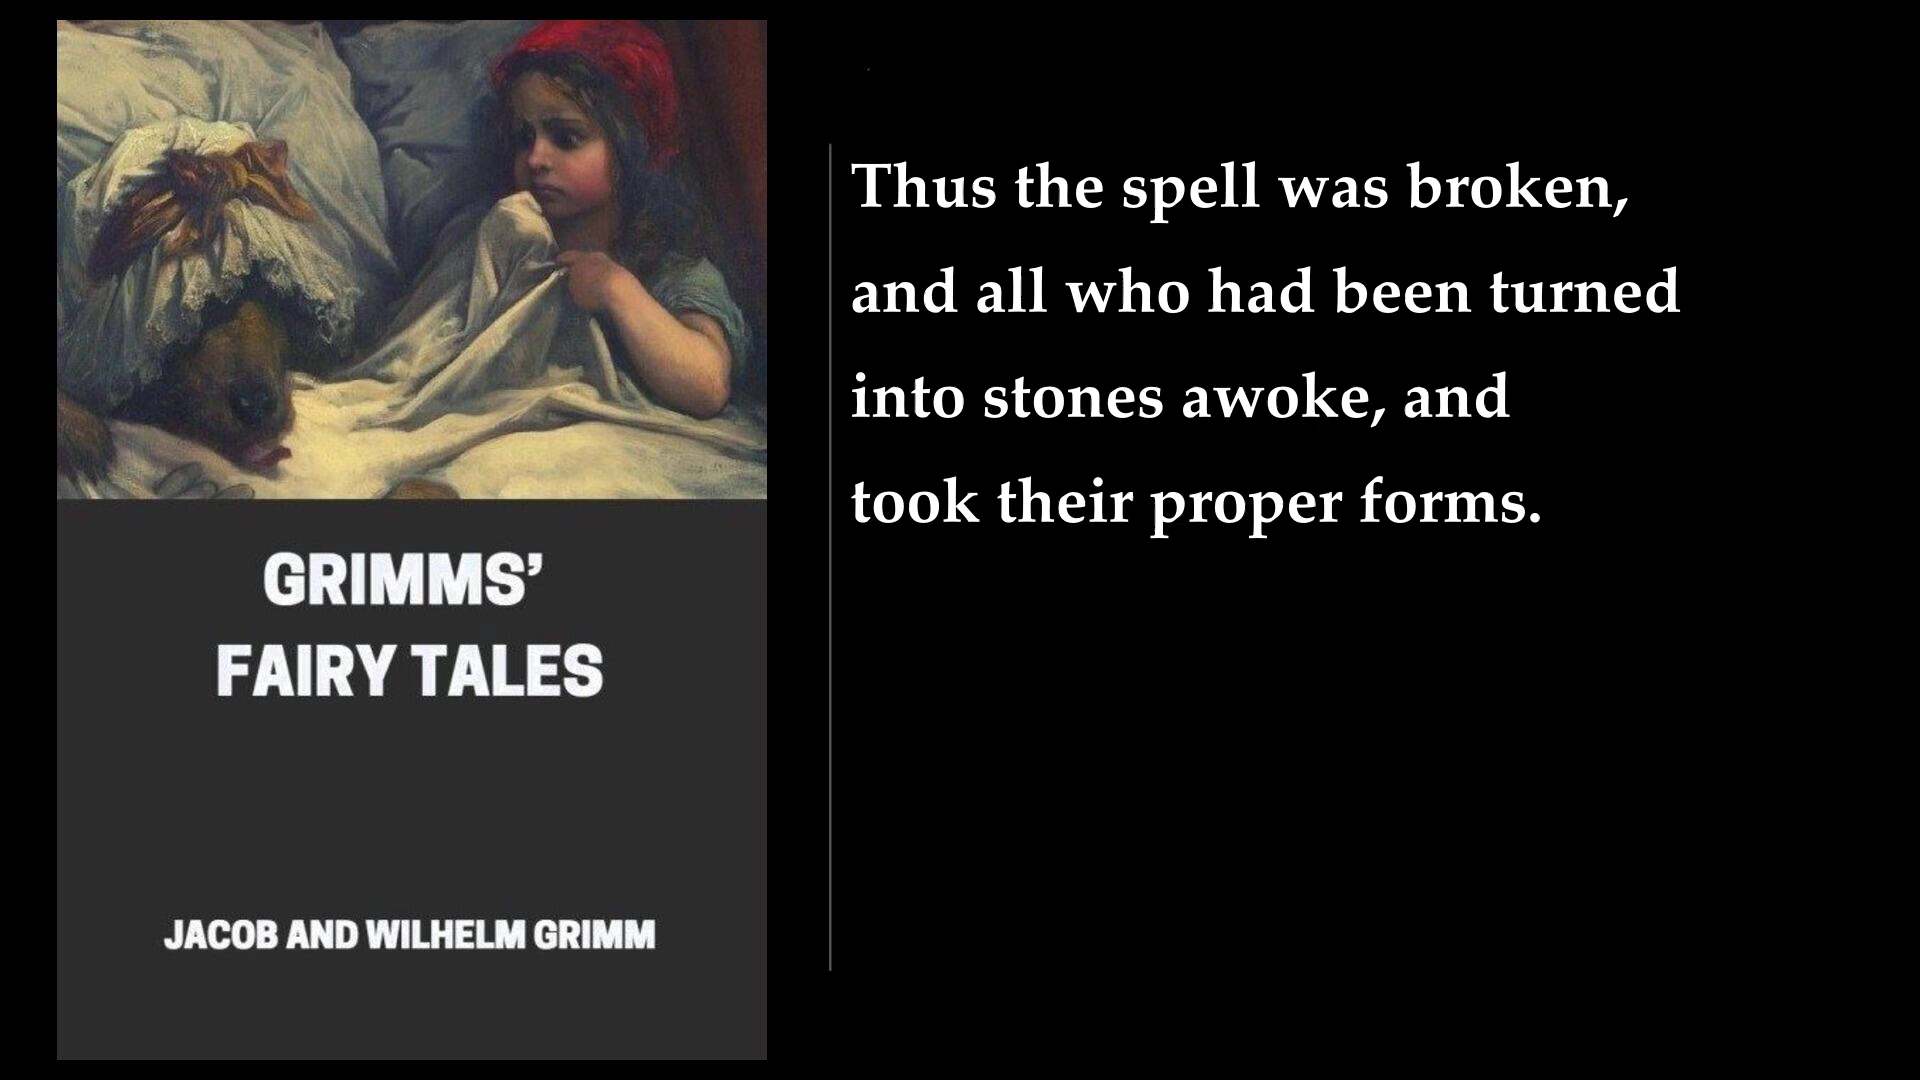 GRIMMS’
FAIRY TALES
JACOB AND WILHELM GRIMM
Thus the spell was broken,
and all who had been turned
into stones awoke, and
took their proper forms.